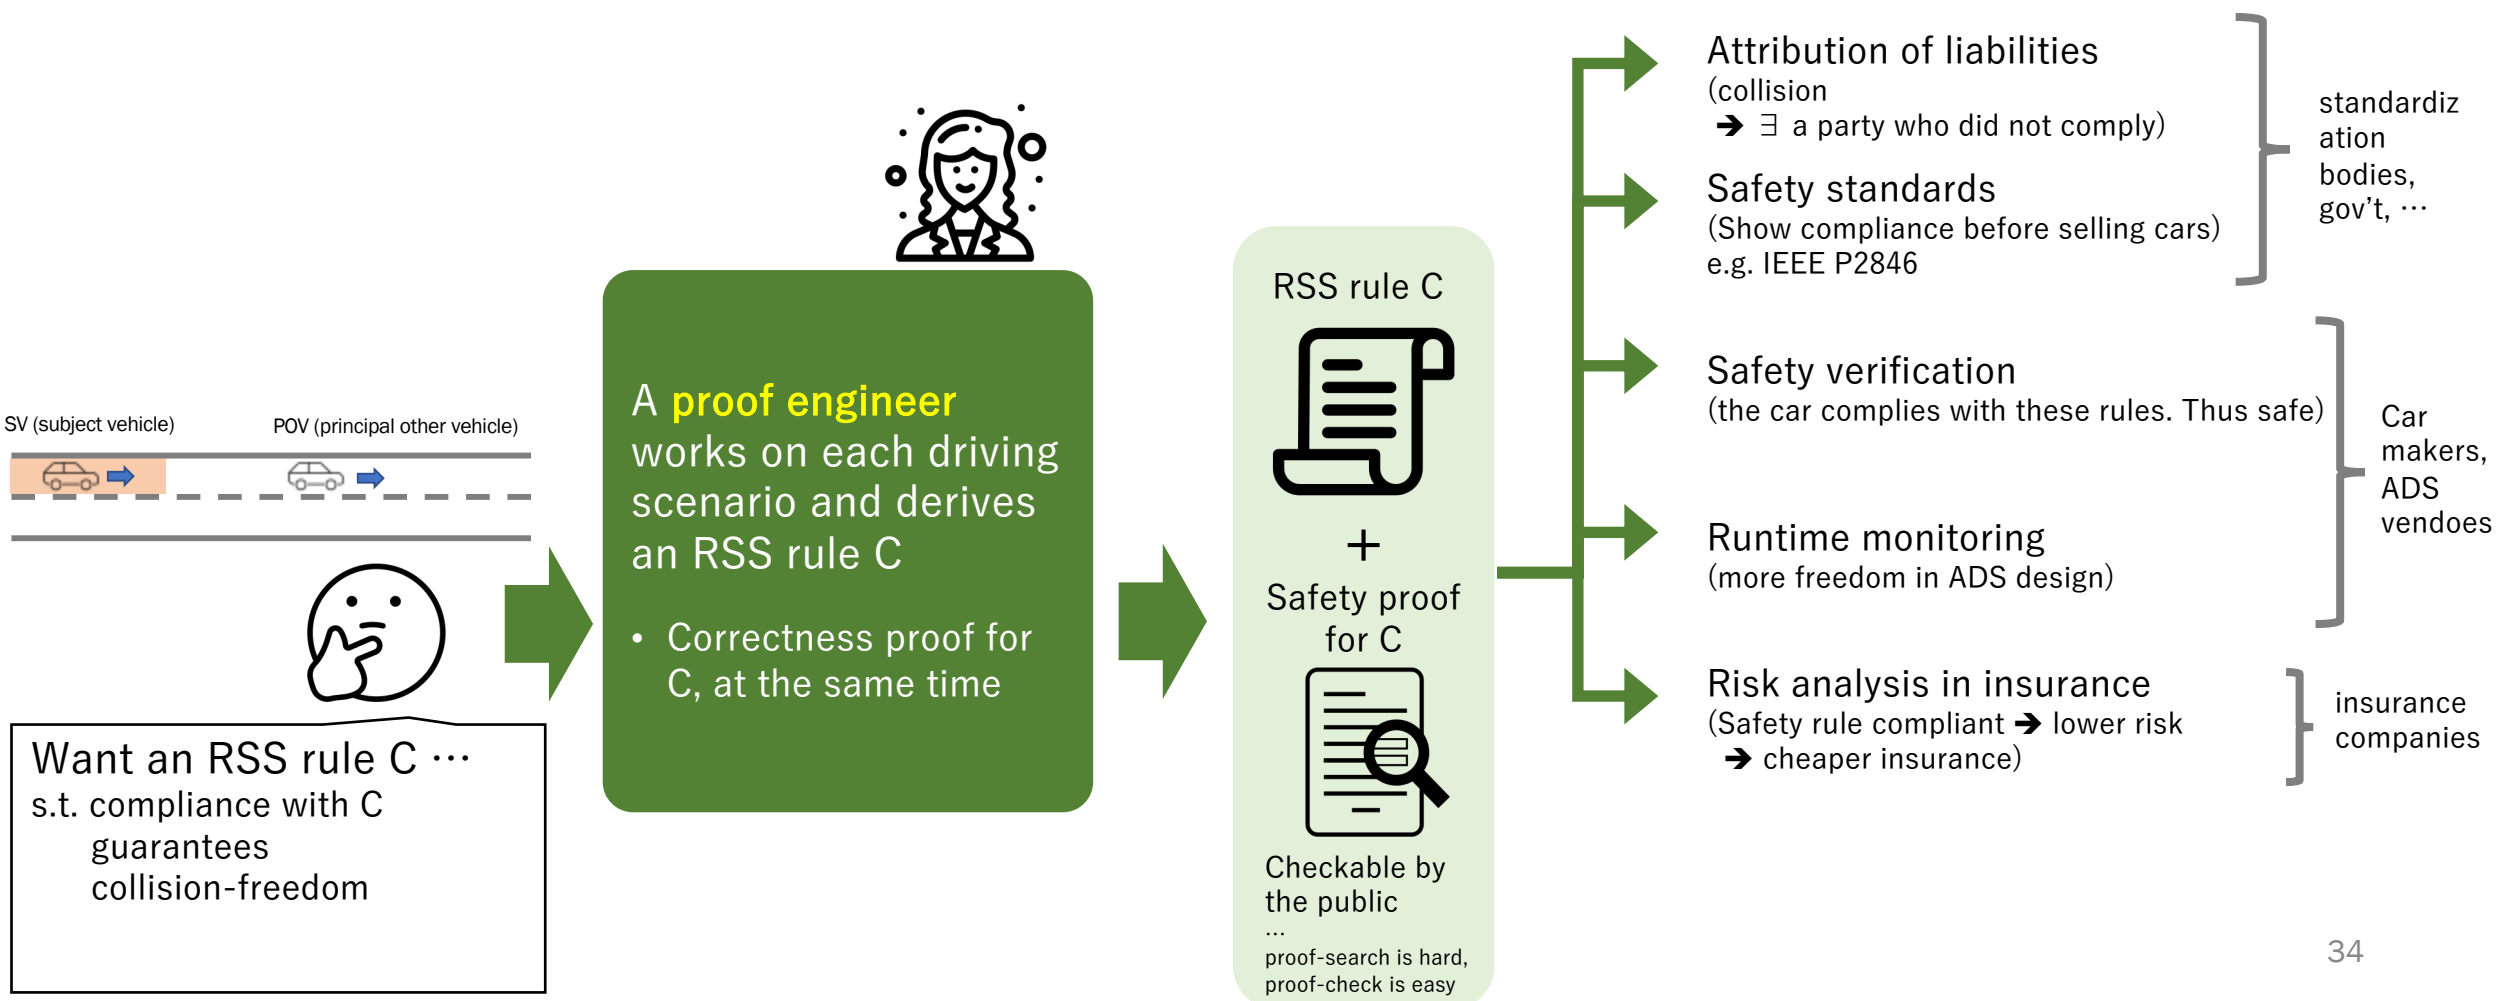 SV (subject vehicle)
POV (principal other vehicle)
Want an RSS rule C …
s.t. compliance with C
guarantees
collision-freedom
A proof engineer
works on each driving
scenario and derives
an RSS rule C
• Correctness proof for
C, at the same time
RSS rule C
+
Safety proof
for C
Checkable by
the public
…
proof-search is hard,
proof-check is easy
Attribution of liabilities
(collision
➔ ∃ a party who did not comply)
Safety standards
(Show compliance before selling cars)
e.g. IEEE P2846
standardiz
ation
bodies,
gov't, …
Safety verification
(the car complies with these rules. Thus safe)
Runtime monitoring
(more freedom in ADS design)
Car
makers,
ADS
vendoes
Risk analysis in insurance
(Safety rule compliant ➔ lower risk
➔ cheaper insurance)
insurance
companies
34